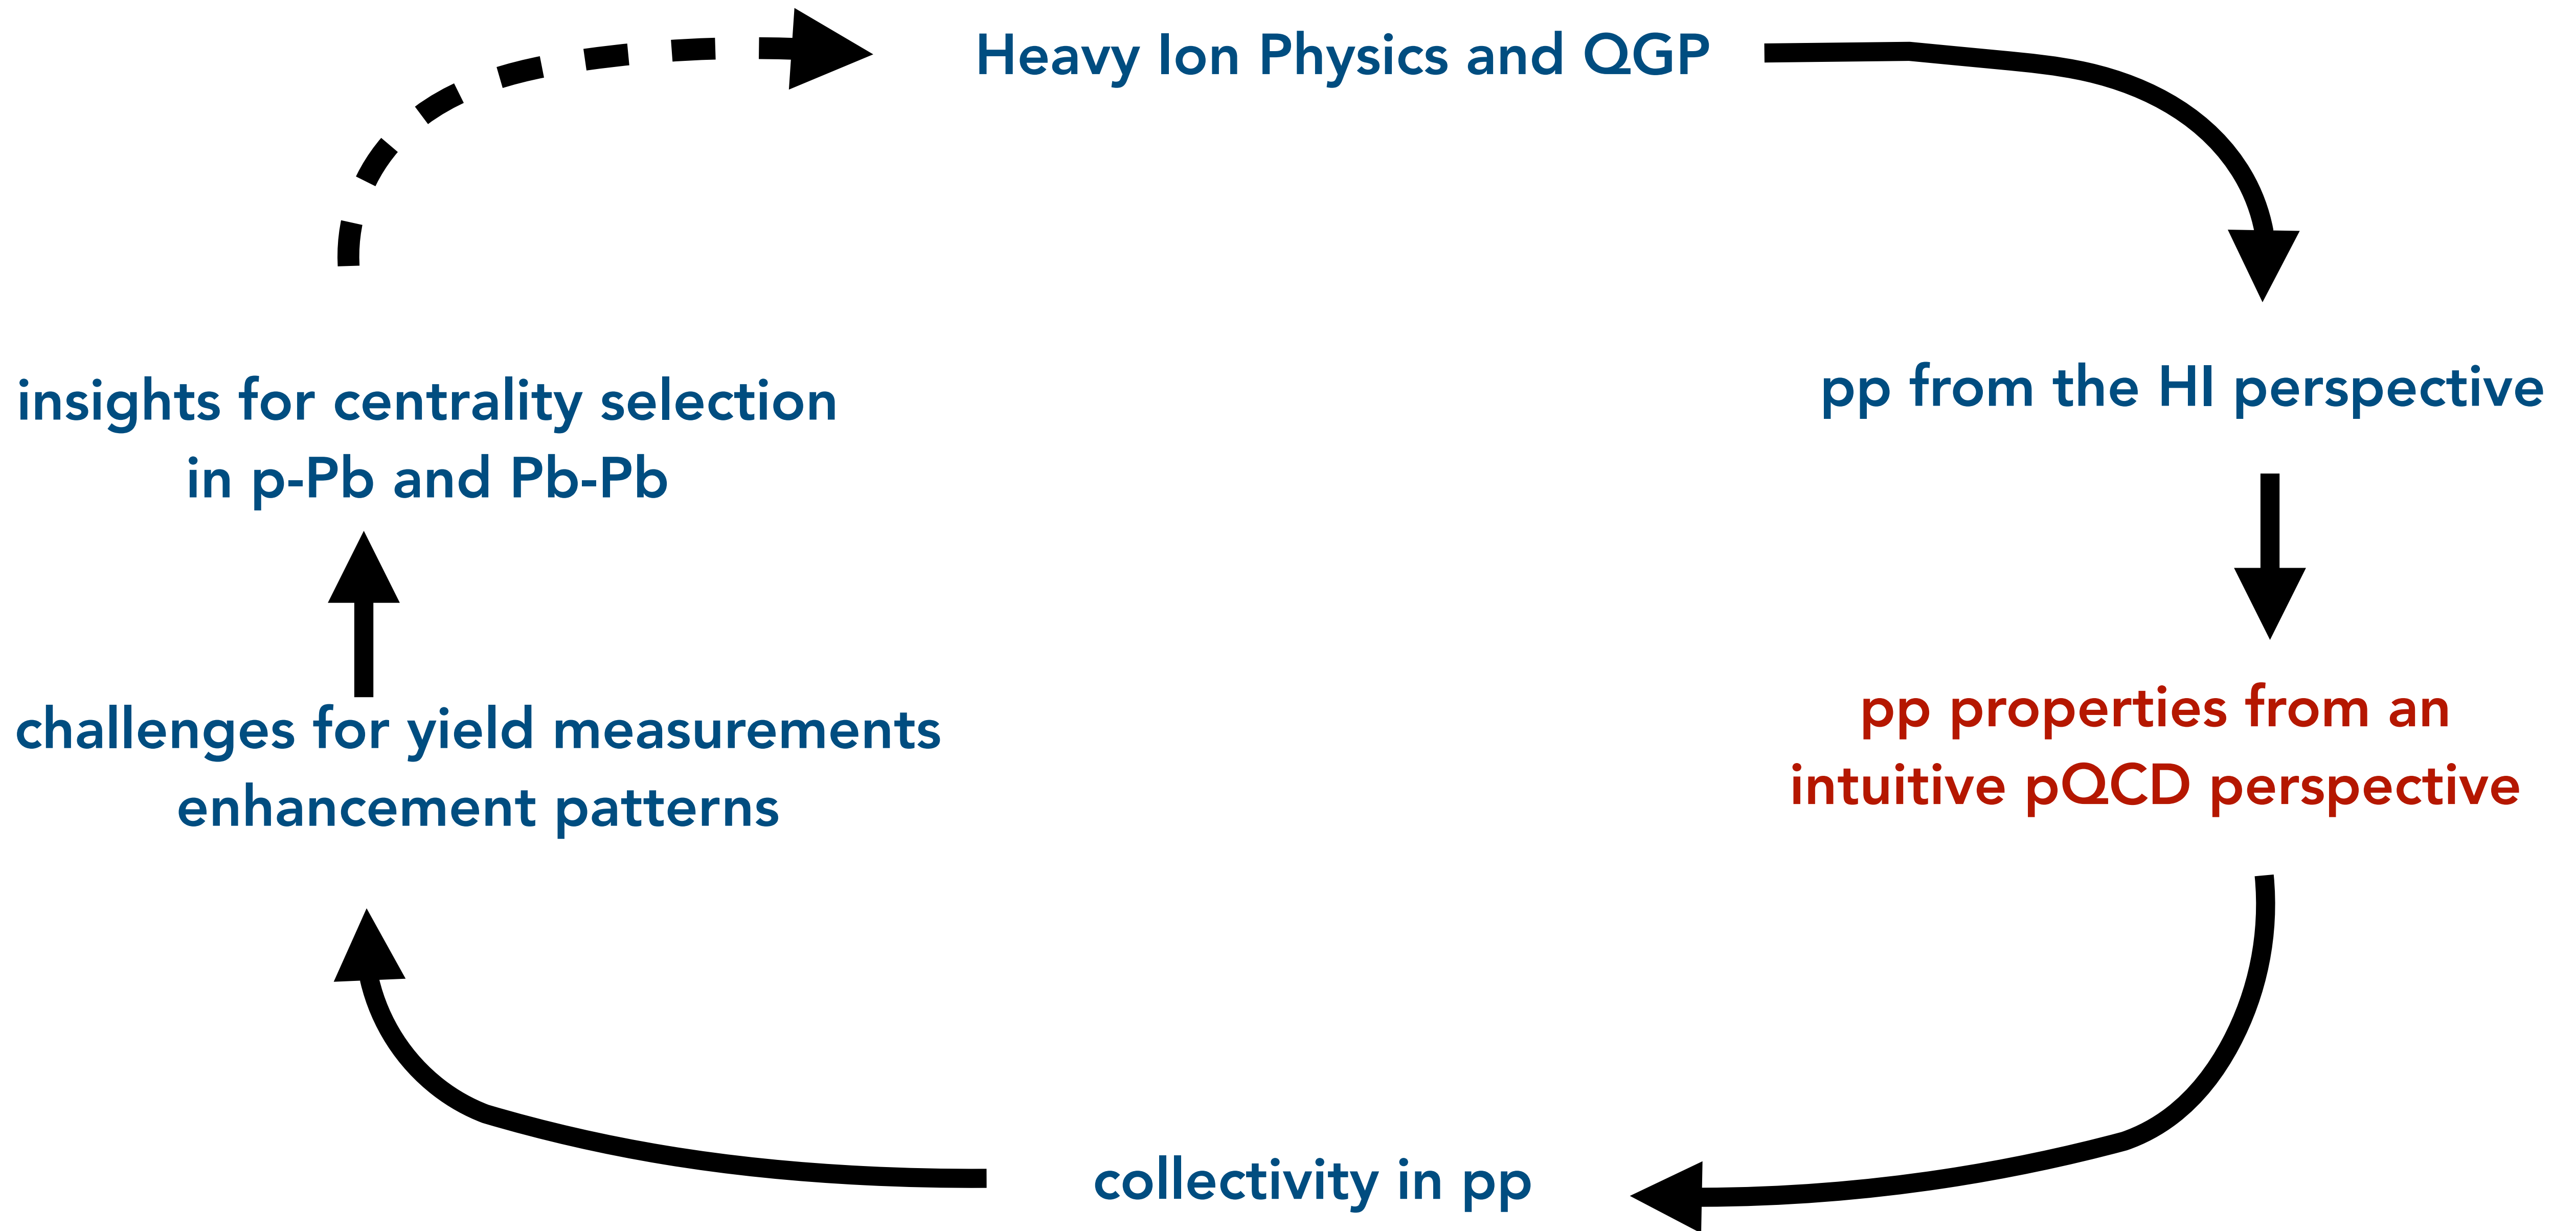 Heavy Ion Physics and QGP
pp from the HI perspective
pp properties from an
intuitive pQCD perspective
collectivity in pp
challenges for yield measurements
enhancement patterns
insights for centrality selection
in p-Pb and Pb-Pb